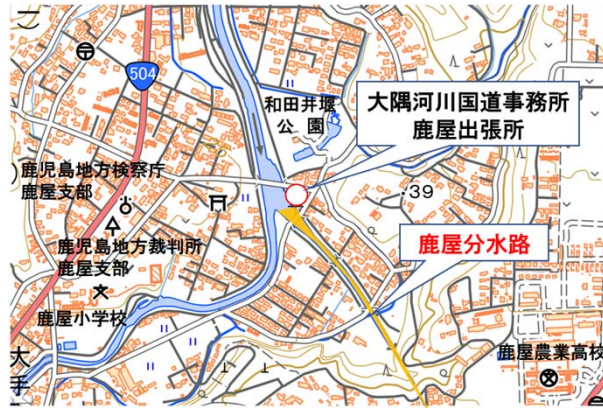 504
和田井堰
公園
大隅河川国道事務所
鹿屋出張所
鹿児島地方検察庁
鹿屋支部
39
鹿児島地方裁判所
鹿屋支部
鹿屋分水路
鹿屋小学校
大手
鹿屋農業高校